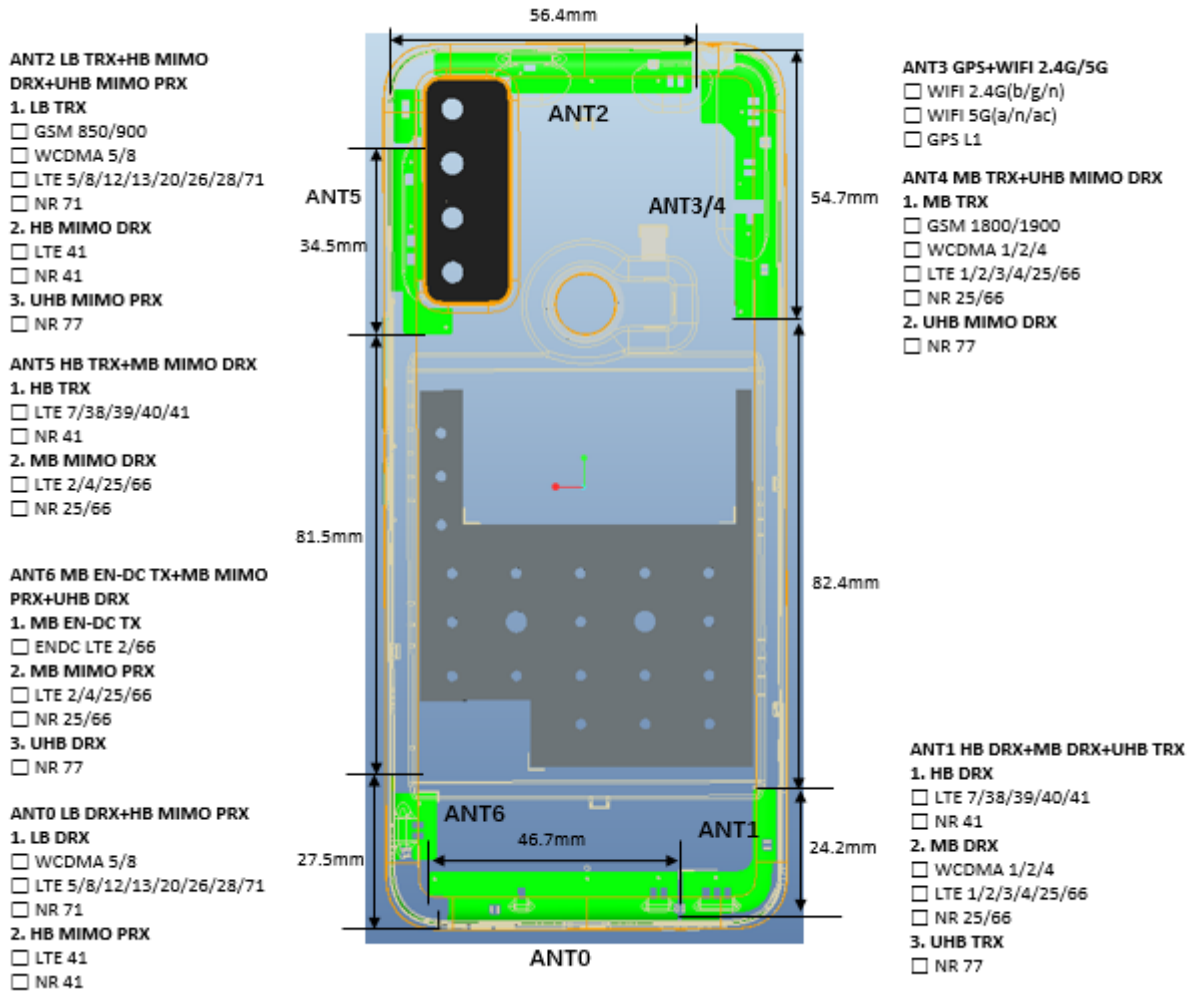 56.4mm
ANT2 LB TRX+HB MIMO
DRX+UHB MIMO PRX
1. LB TRX
☐ GSM 850/900
☐ WCDMA 5/8
☐ LTE 5/8/12/13/20/26/28/71
☐ NR 71
2. HB MIMO DRX
☐ LTE 41
☐ NR 41
3. UHB MIMO PRX
☐ NR 77
ANT5 HB TRX+MB MIMO DRX
1. HB TRX
☐ LTE 7/38/39/40/41
☐ NR 41
2. MB MIMO DRX
☐ LTE 2/4/25/66
☐ NR 25/66
ANT6 MB EN-DC TX+MB MIMO
PRX+UHB DRX
1. MB EN-DC TX
☐ ENDC LTE 2/66
2. MB MIMO PRX
☐ LTE 2/4/25/66
☐ NR 25/66
3. UHB DRX
☐ NR 77
ANT0 LB DRX+HB MIMO PRX
1. LB DRX
☐ WCDMA 5/8
☐ LTE 5/8/12/13/20/26/28/71
☐ NR 71
2. HB MIMO PRX
☐ LTE 41
☐ NR 41
ANT2
ANT5
34.5mm
ANT3/4
54.7mm
81.5mm
82.4mm
ANT6
46.7mm
ANT1
27.5mm
24.2mm
ANT0
ANT3 GPS+WIFI 2.4G/5G
☐ WIFI 2.4G(b/g/n)
☐ WIFI 5G(a/n/ac)
☐ GPS L1
ANT4 MB TRX+UHB MIMO DRX
1. MB TRX
☐ GSM 1800/1900
☐ WCDMA 1/2/4
☐ LTE 1/2/3/4/25/66
☐ NR 25/66
2. UHB MIMO DRX
☐ NR 77
ANT1 HB DRX+MB DRX+UHB TRX
1. HB DRX
☐ LTE 7/38/39/40/41
☐ NR 41
2. MB DRX
☐ WCDMA 1/2/4
☐ LTE 1/2/3/4/25/66
☐ NR 25/66
3. UHB TRX
☐ NR 77